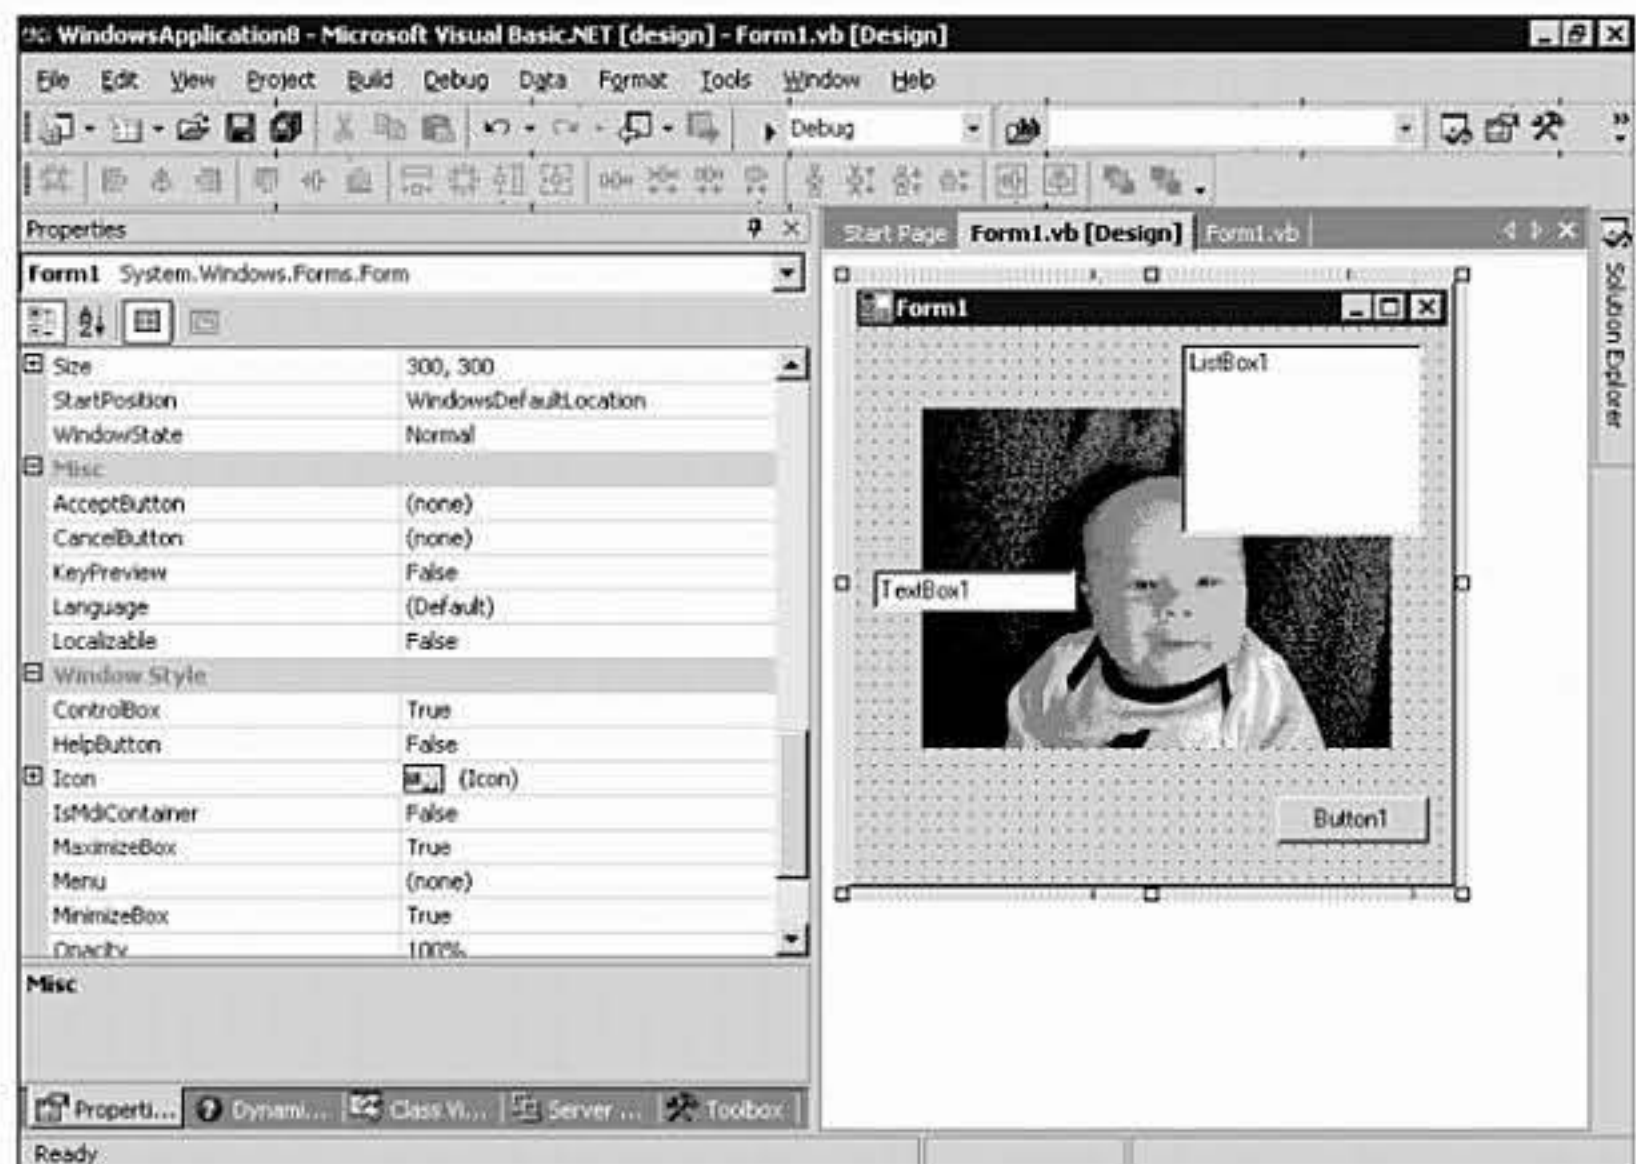 WindowsApplication8 - Microsoft Visual Basic.NET [design] - Form1.vb [Design]
File Edit View Project Build Debug Data Format Tools Window Help
Debug
Properties
Form1 System.Windows.Forms.Form
Size 300, 300
StartPosition WindowsDefaultLocation
WindowState Normal
Misc
AcceptButton (none)
CancelButton (none)
KeyPreview False
Language (Default)
Localizable False
Window Style
ControlBox True
HelpButton False
Icon (Icon)
IsMdiContainer False
MaximizeBox True
Menu (none)
MinimizeBox True
Opacity 100%
Misc
Properti... Dynami... Class Vi... Server ... Toolbox
Ready
Start Page Form1.vb [Design] Form1.vb
Form1
ListBox1
TextBox1
Button1
Solution Explorer